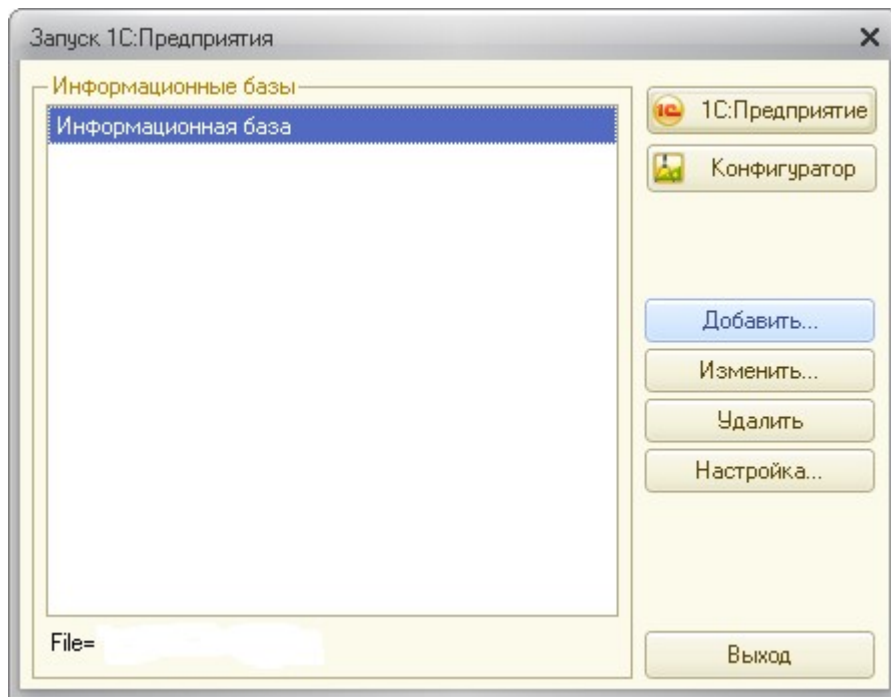 Запуск 1С:Предприятия
Информационные базы
Информационная база
1С:Предприятие
Конфигуратор
Добавить...
Изменить...
Удалить
Настройка...
File=
Выход